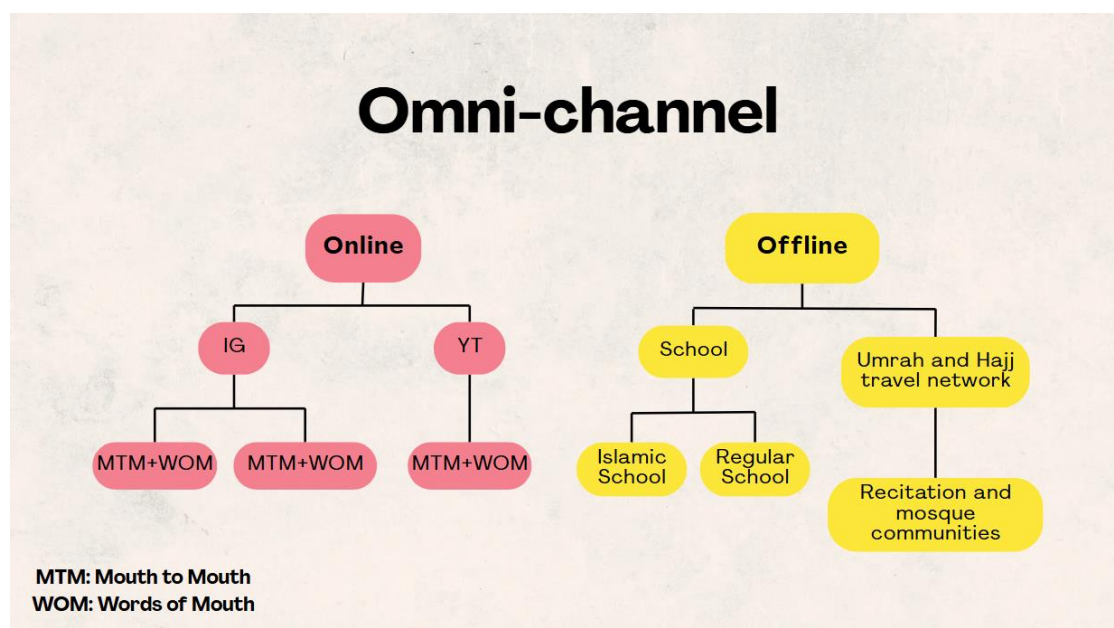 Omni-channel
Online
Offline
IG
YT
School
Umrah and Hajj
travel network
MTM+WOM
MTM+WOM
MTM+WOM
Islamic
School
Regular
School
Recitation and
mosque
communities
MTM: Mouth to Mouth
WOM: Words of Mouth